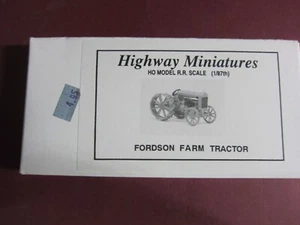 Highway Miniatures
HO MODEL R.R. SCALE (1/87th)
FORDSON FARM TRACTOR